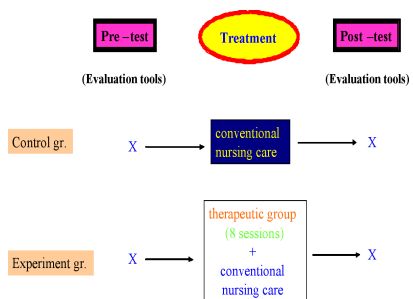 Pre –test
Treatment
Post –test
(Evaluation tools)
(Evaluation tools)
Control gr.
X
conventional
nursing care
X
Experiment gr.
X
therapeutic group
(8 sessions)
+
conventional
nursing care
X